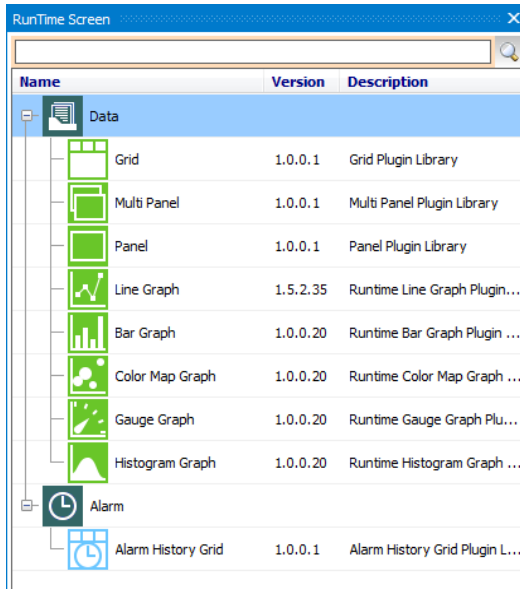 RunTime Screen
Name Version Description
Data
Grid 1.0.0.1 Grid Plugin Library
Multi Panel 1.0.0.1 Multi Panel Plugin Library
Panel 1.0.0.1 Panel Plugin Library
Line Graph 1.5.2.35 Runtime Line Graph Plugin...
Bar Graph 1.0.0.20 Runtime Bar Graph Plugin ...
Color Map Graph 1.0.0.20 Runtime Color Map Graph ...
Gauge Graph 1.0.0.20 Runtime Gauge Graph Plu...
Histogram Graph 1.0.0.20 Runtime Histogram Graph ...
Alarm
Alarm History Grid 1.0.0.1 Alarm History Grid Plugin L...